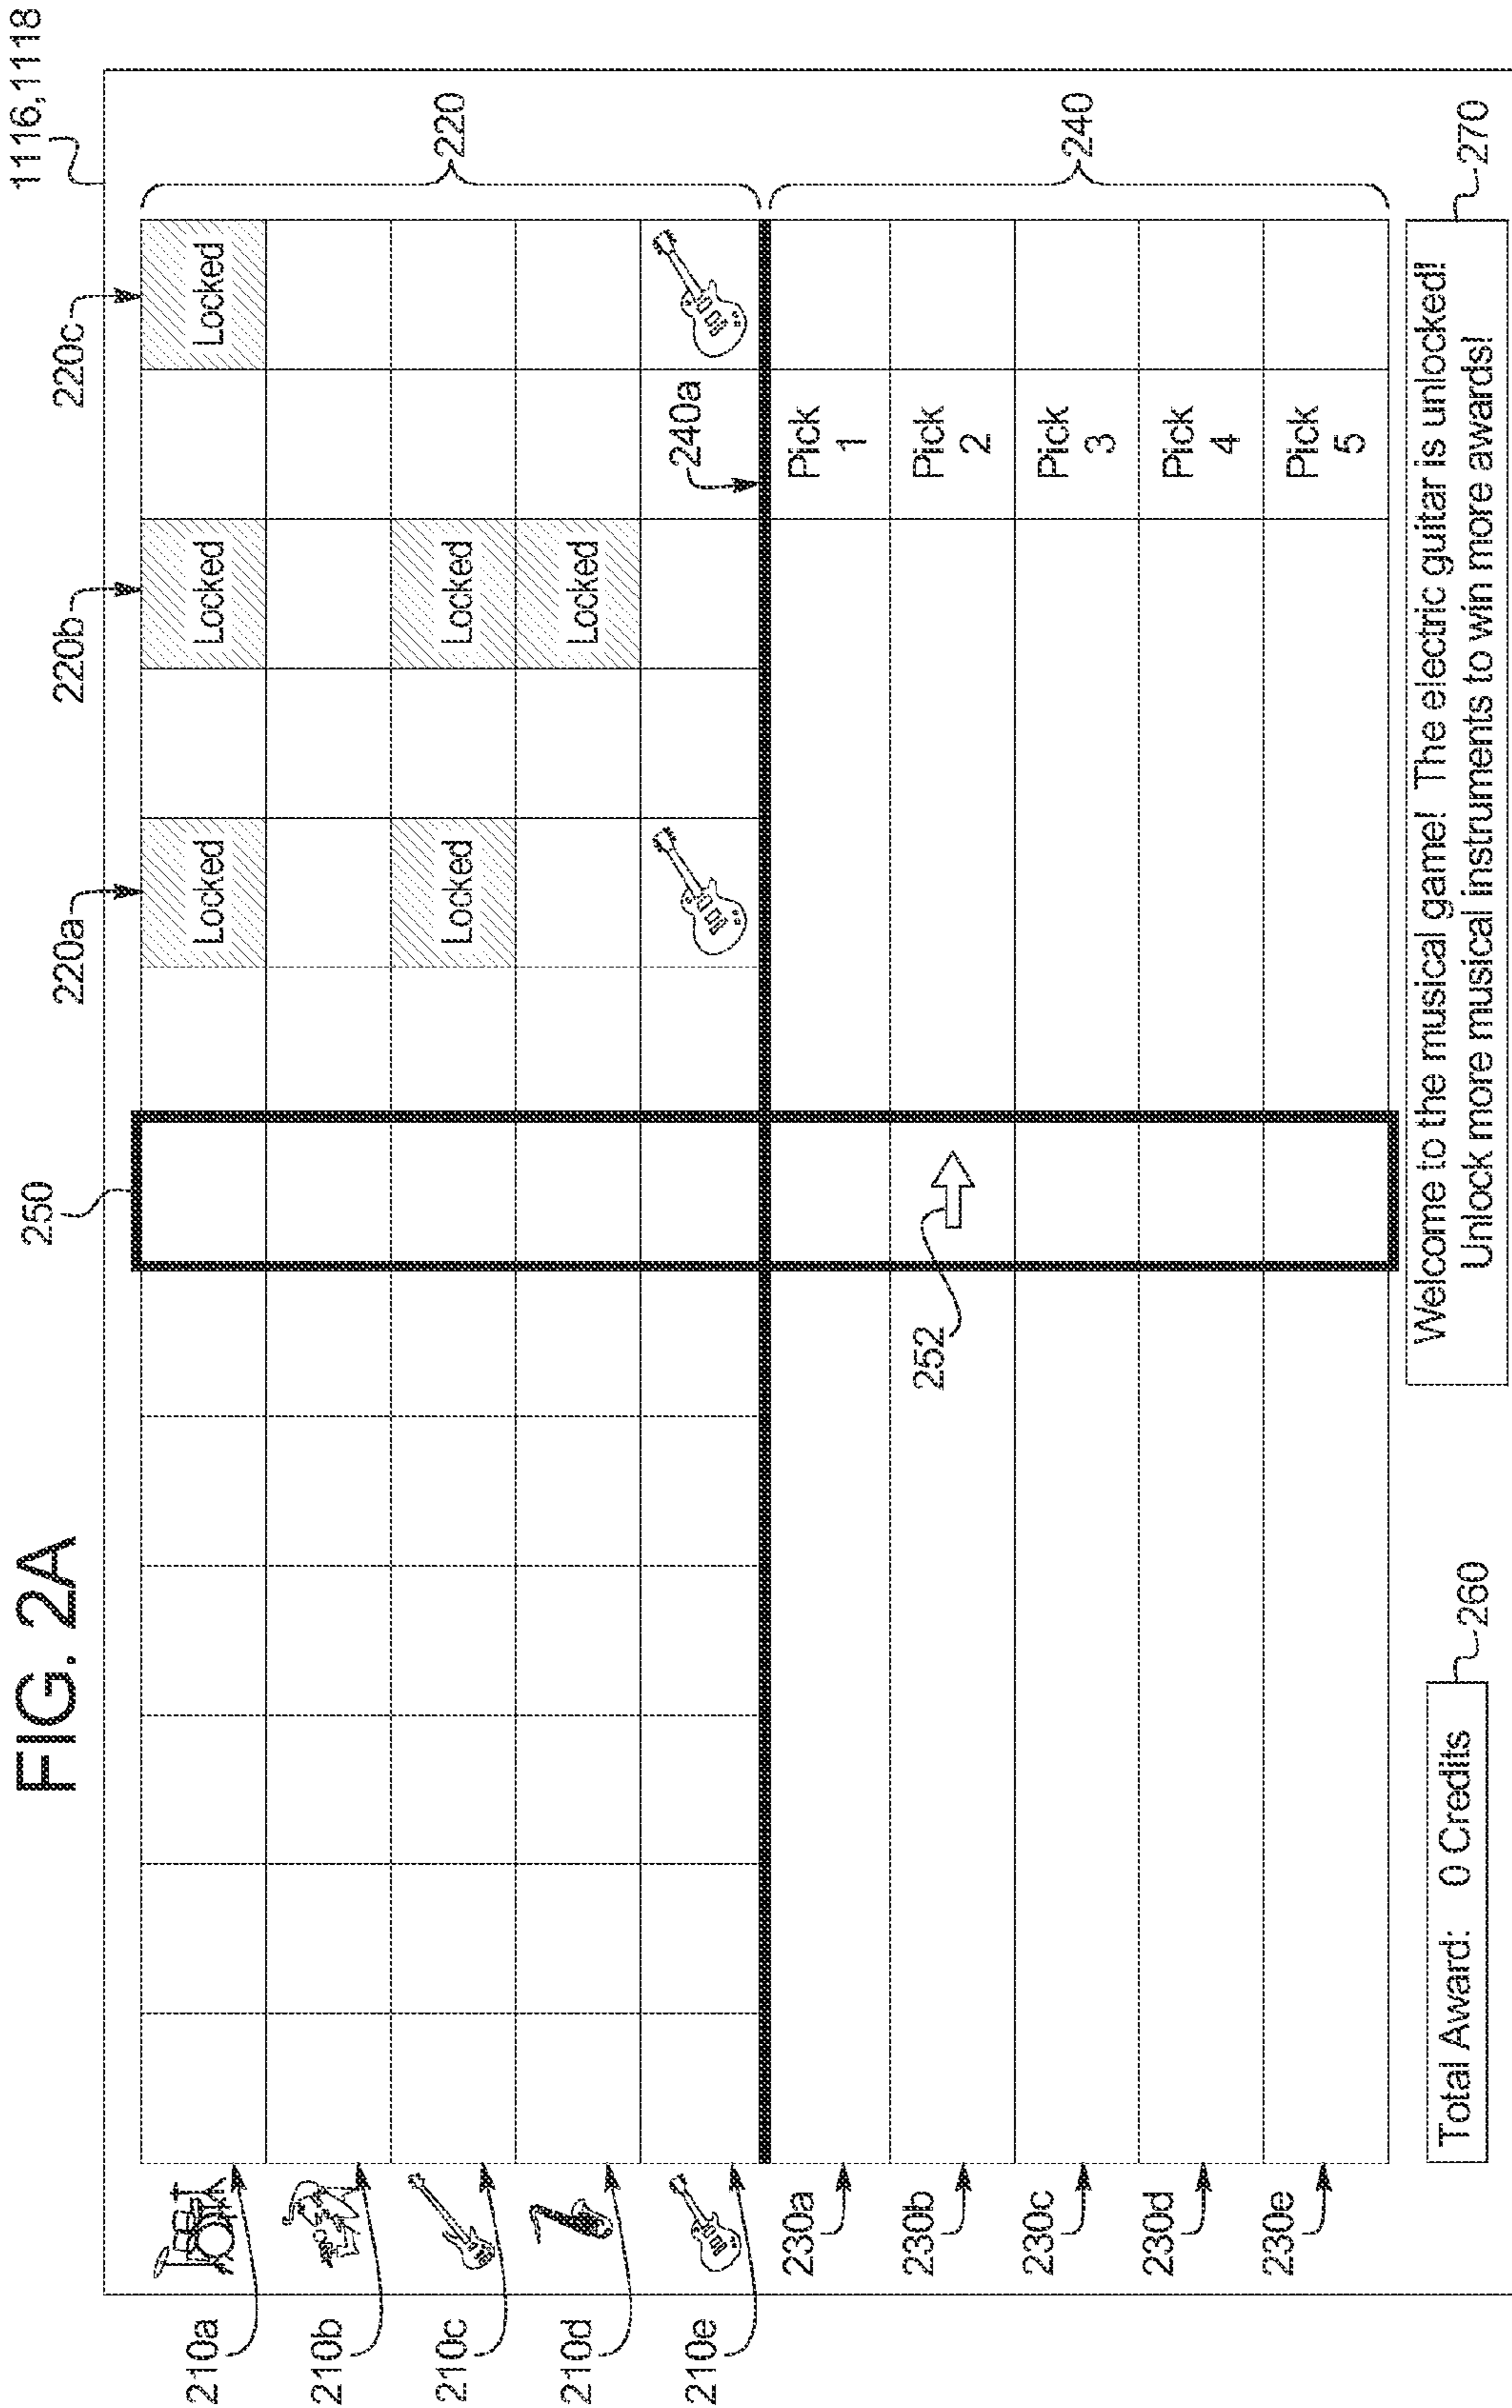 FIG. 2A
1116,1118
250
220a
220b
220c
Locked
Locked
Locked
Locked
Locked
Locked
220
240a
Pick
1
Pick
2
Pick
3
Pick
4
Pick
5
240
252
210a
210b
210c
210d
210e
230a
230b
230c
230d
230e
Total Award: 0 Credits
260
Welcome to the musical game! The electric guitar is unlocked!
Unlock more musical instruments to win more awards!
270